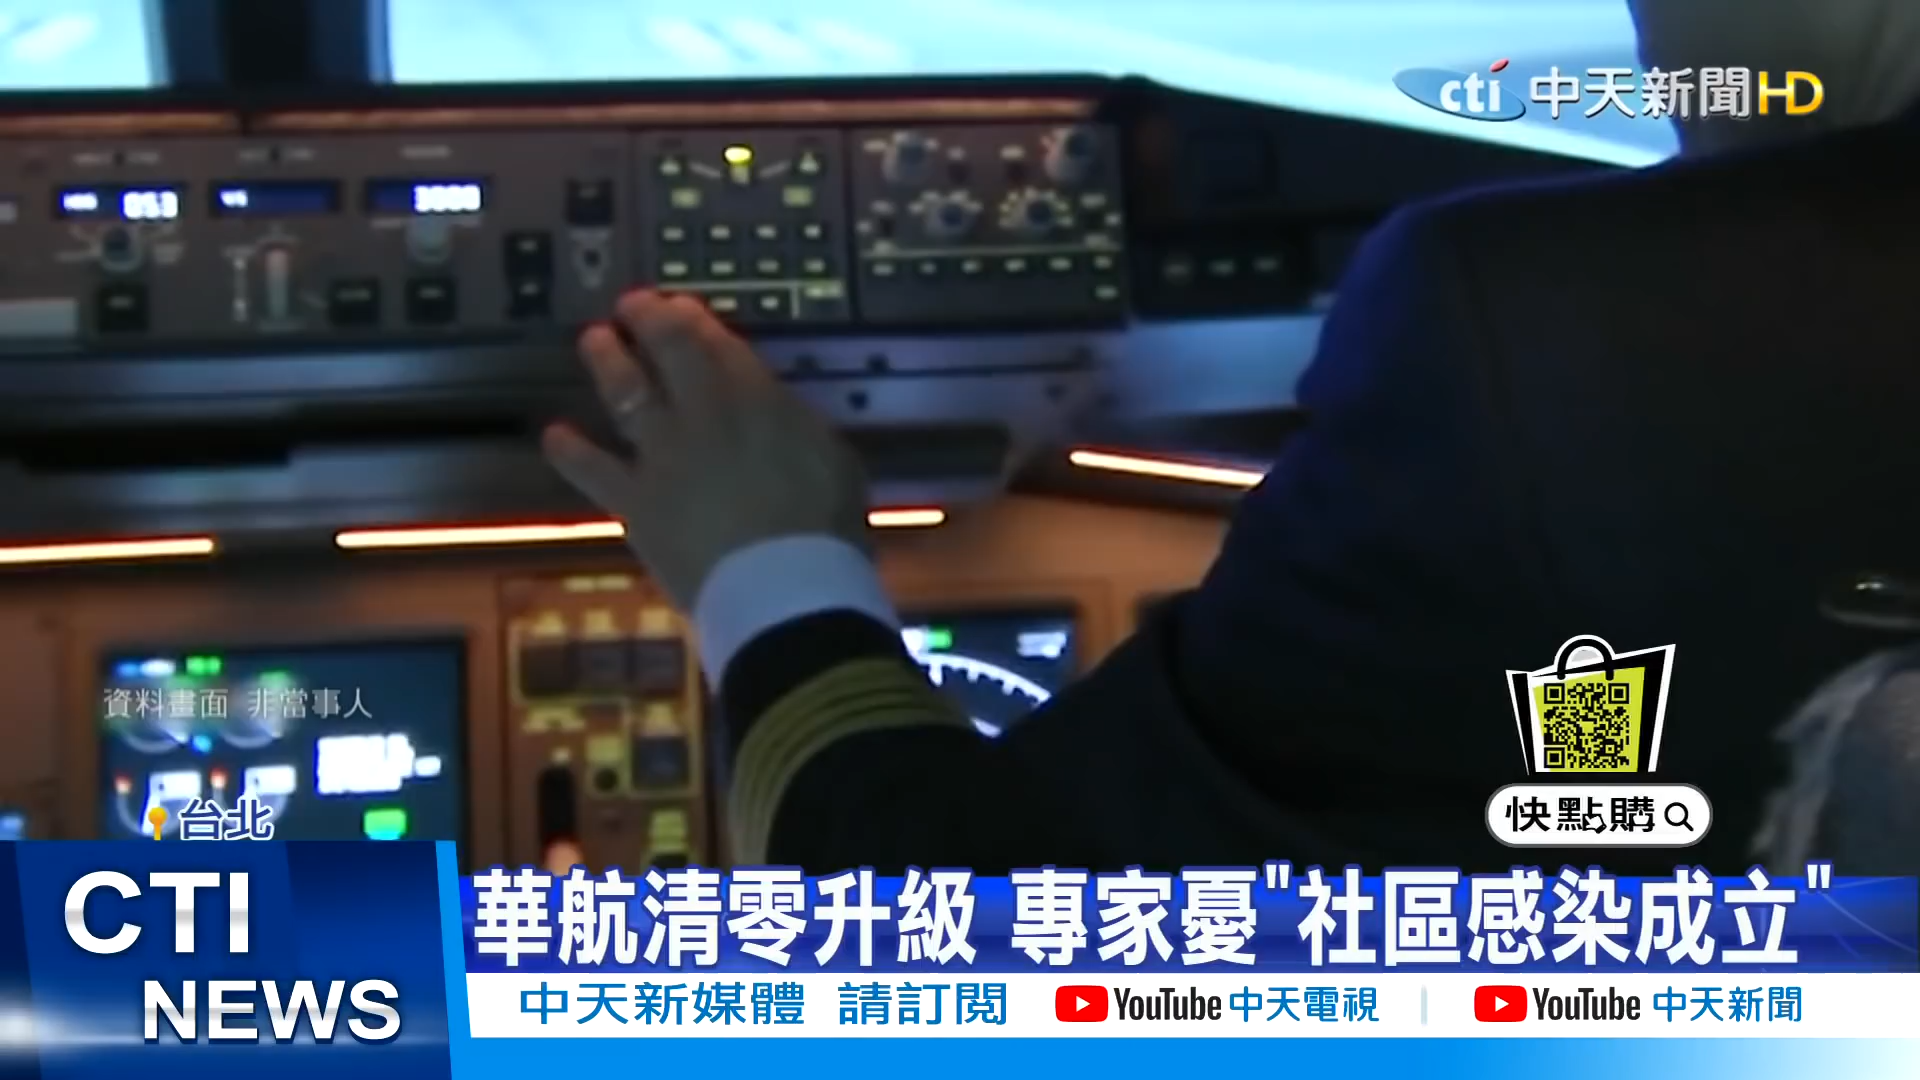 cti 中天新聞HD
053
3000
資料畫面 非當事人
台北
快點購
CTI
NEWS
華航清零升級 專家憂"社區感染成立"
中天新媒體 請訂閱 YouTube 中天電視 | YouTube 中天新聞